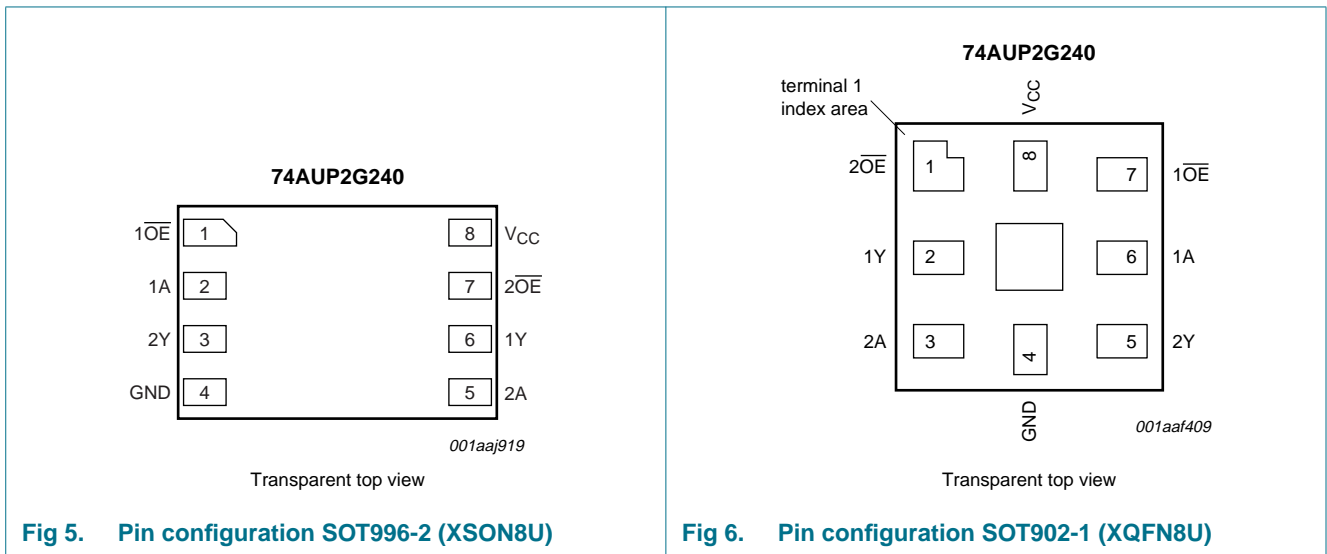 74AUP2G240
1OE 1 8 VCC
1A 2 7 2OE
2Y 3 6 1Y
GND 4 5 2A
001aaj919
Transparent top view
Fig 5. Pin configuration SOT996-2 (XSON8U)
74AUP2G240
terminal 1
index area
VCC
2OE 1 8 7 1OE
1Y 2 6 1A
2A 3 4 5 2Y
GND
001aaf409
Transparent top view
Fig 6. Pin configuration SOT902-1 (XQFN8U)